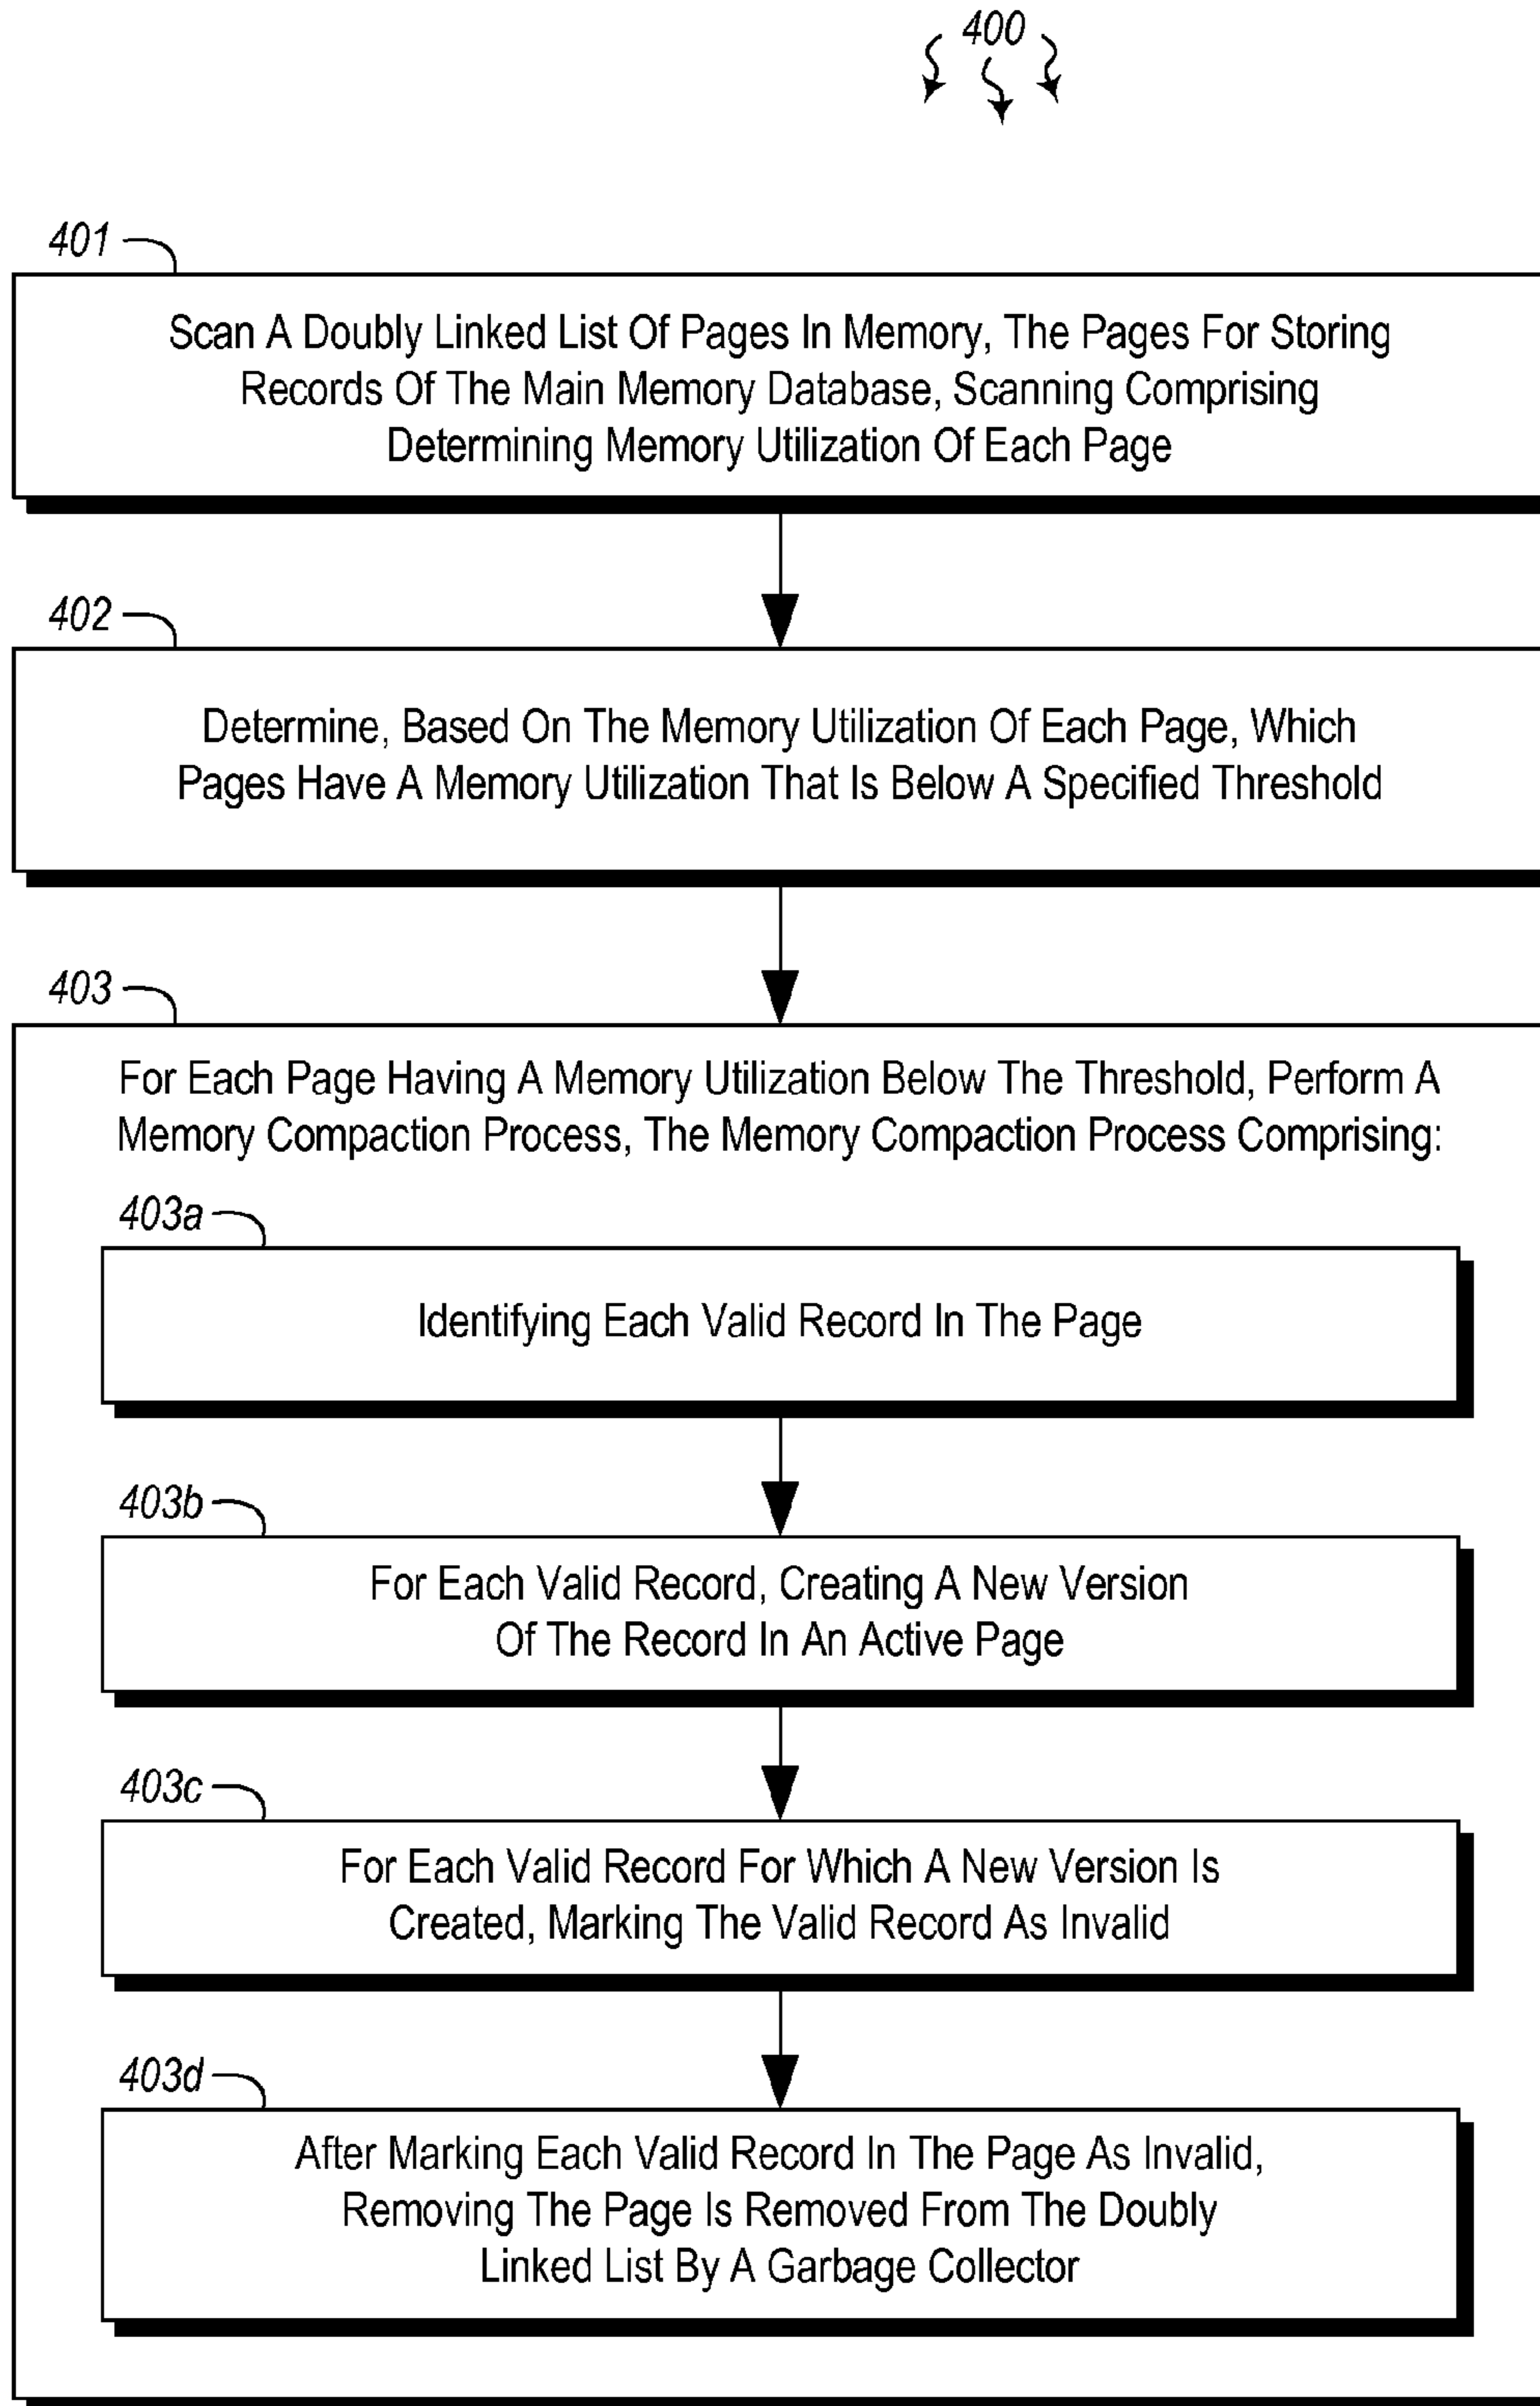 400
401
Scan A Doubly Linked List Of Pages In Memory, The Pages For Storing
Records Of The Main Memory Database, Scanning Comprising
Determining Memory Utilization Of Each Page
402
Determine, Based On The Memory Utilization Of Each Page, Which
Pages Have A Memory Utilization That Is Below A Specified Threshold
403
For Each Page Having A Memory Utilization Below The Threshold, Perform A
Memory Compaction Process, The Memory Compaction Process Comprising:
403a
Identifying Each Valid Record In The Page
403b
For Each Valid Record, Creating A New Version
Of The Record In An Active Page
403c
For Each Valid Record For Which A New Version Is
Created, Marking The Valid Record As Invalid
403d
After Marking Each Valid Record In The Page As Invalid,
Removing The Page Is Removed From The Doubly
Linked List By A Garbage Collector